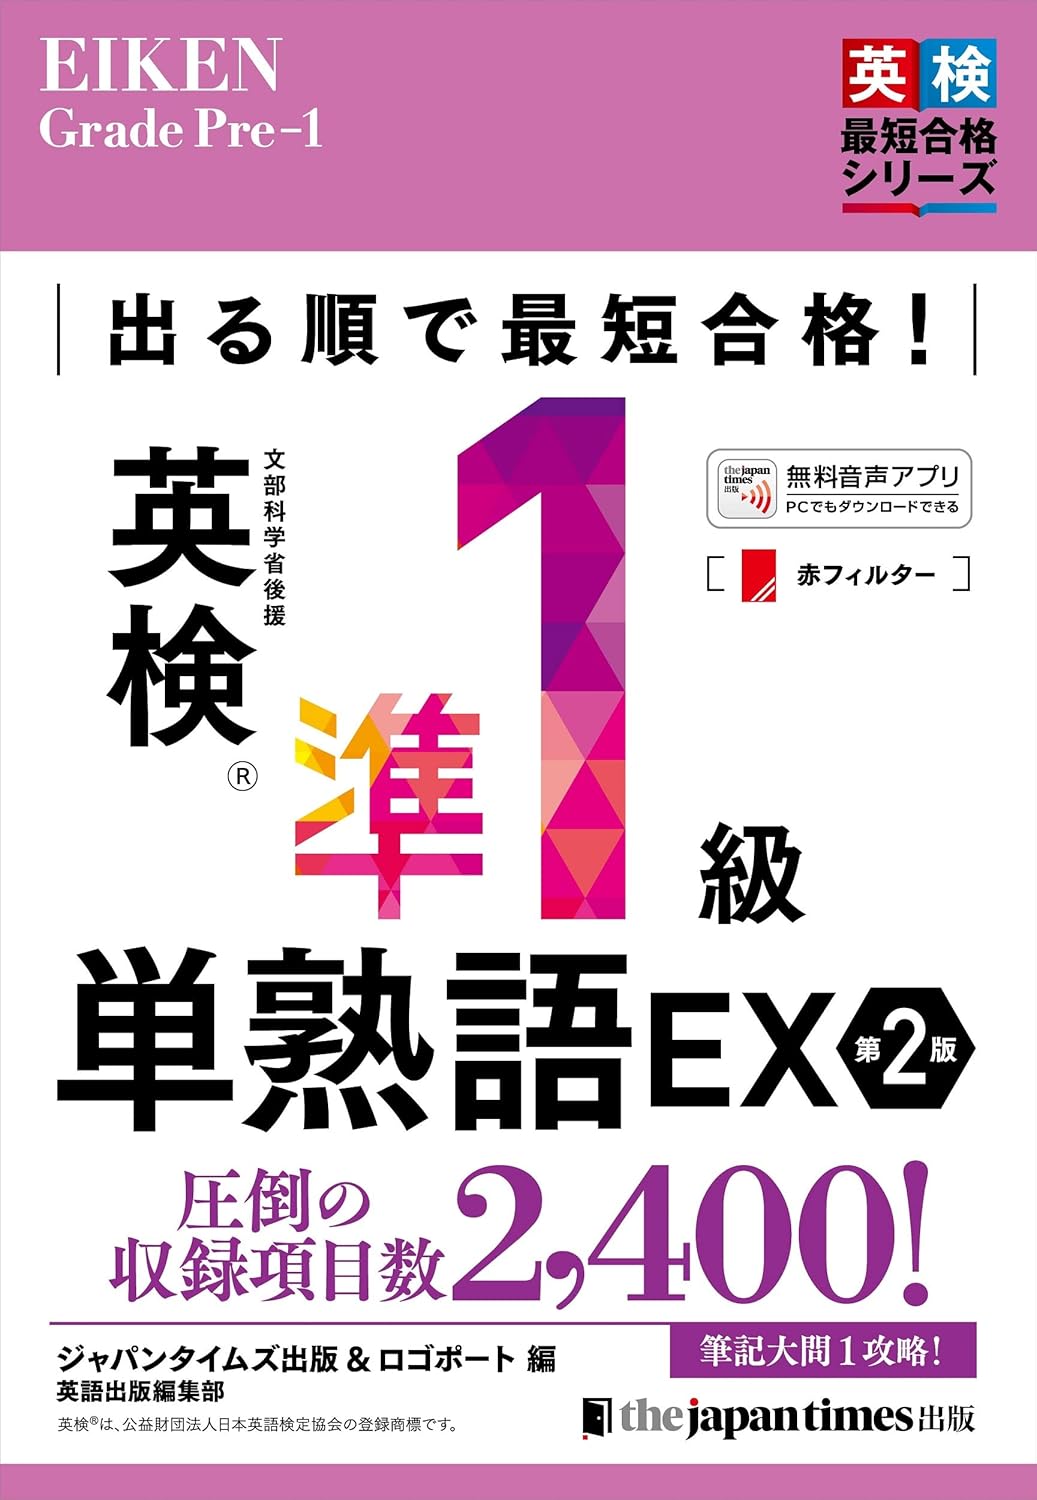 EIKEN
Grade Pre-1
英検
最短合格
シリーズ
出る順で最短合格!
英検®
文部科学省後援
準1級
the japan
times
出版
無料音声アプリ
PCでもダウンロードできる
赤フィルター
単熟語EX 第2版
圧倒の
収録項目数 2,400!
筆記大問1攻略!
ジャパンタイムズ出版 & ロゴポート 編
英語出版編集部
英検®は、公益財団法人日本英語検定協会の登録商標です。
the japan times 出版